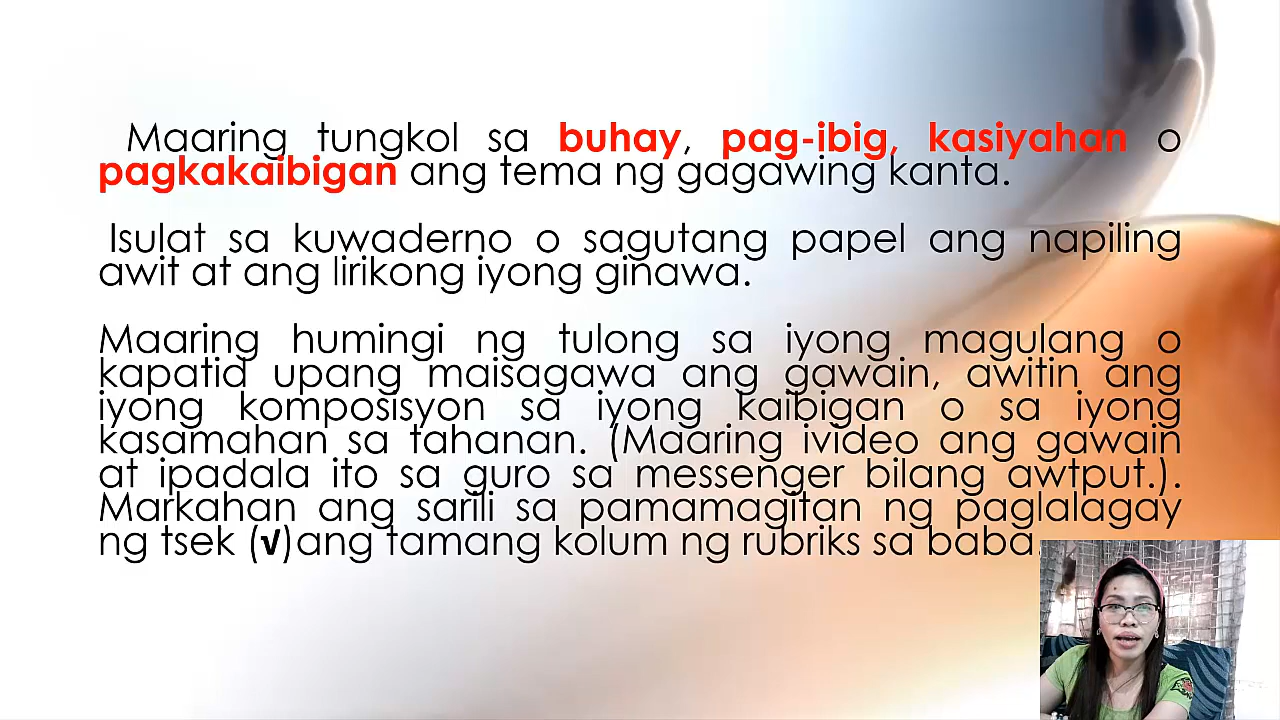 Maaring tungkol sa buhay, pag-ibig, kasiyahan o
pagkakaibigan ang tema ng gagawing kanta.
Isulat sa kuwaderno o sagutang papel ang napiling
awit at ang lirikong iyong ginawa.
Maaring humingi ng tulong sa iyong magulang o
kapatid upang maisagawa ang gawain, awitin ang
iyong komposisyon sa iyong kaibigan o sa iyong
kasamahan sa tahanan. (Maaring ivideo ang gawain
at ipadala ito sa guro sa messenger bilang awtput.).
Markahan ang sarili sa pamamagitan ng paglalagay
ng tsek (√)ang tamang kolum ng rubriks sa baba.